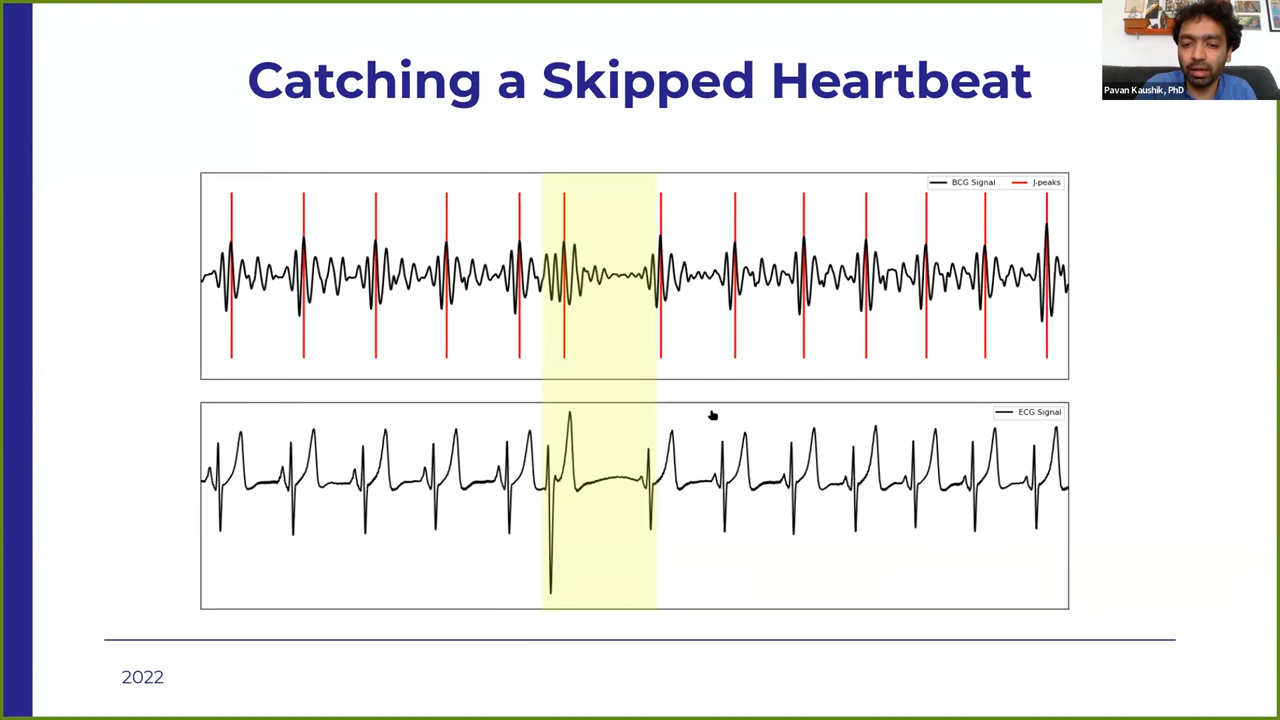 Catching a Skipped Heartbeat
Pavan Kaushik, PhD
BCG Signal
J-peaks
ECG Signal
2022